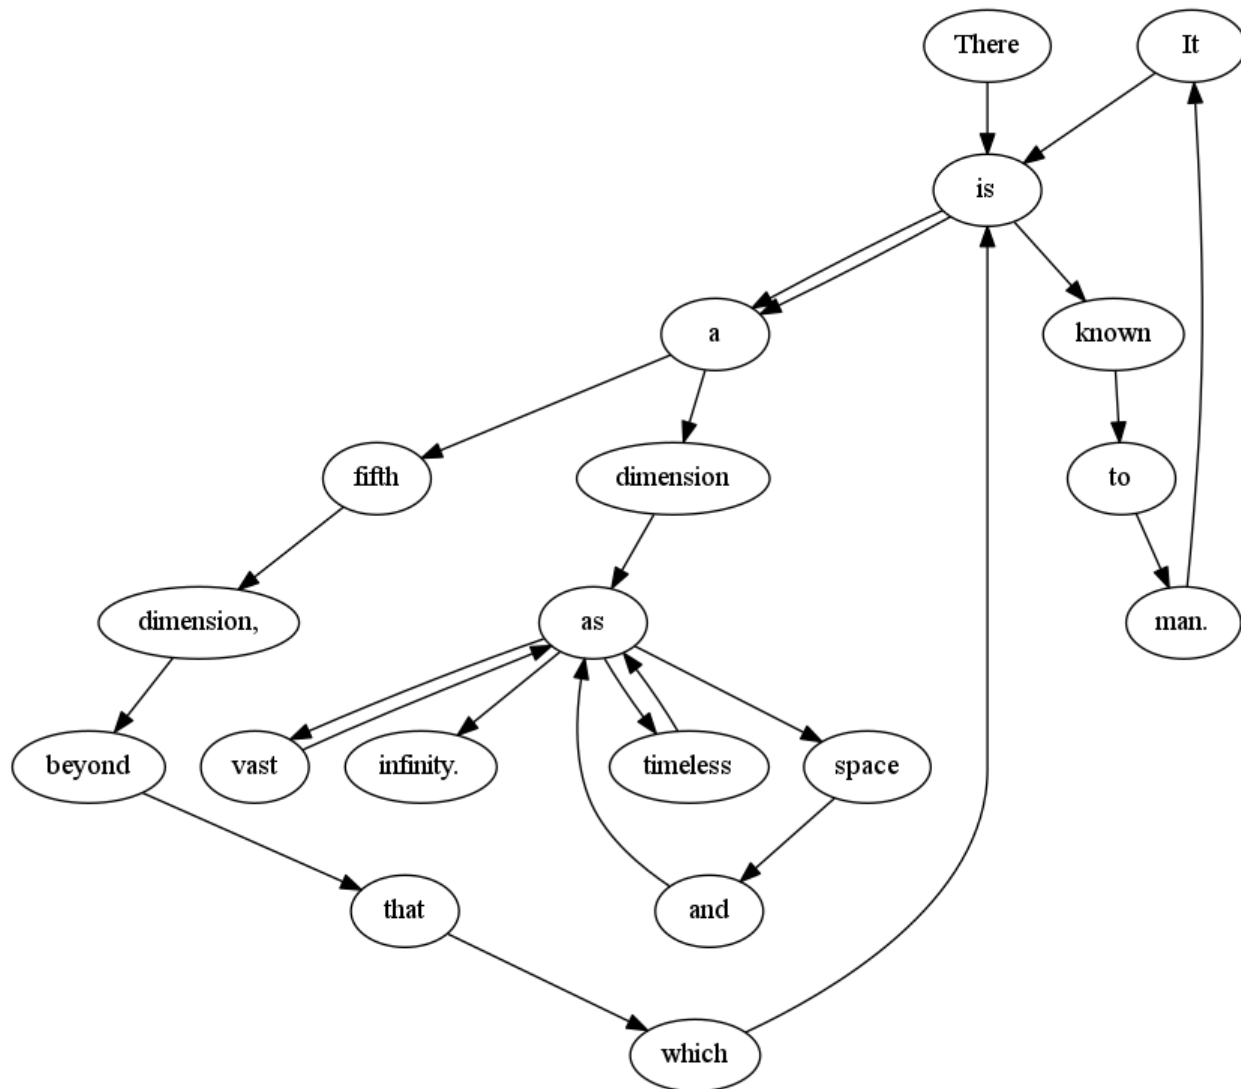 There
It
is
a
known
fifth
dimension
to
dimension,
as
man.
beyond
vast
infinity.
timeless
space
that
and
which